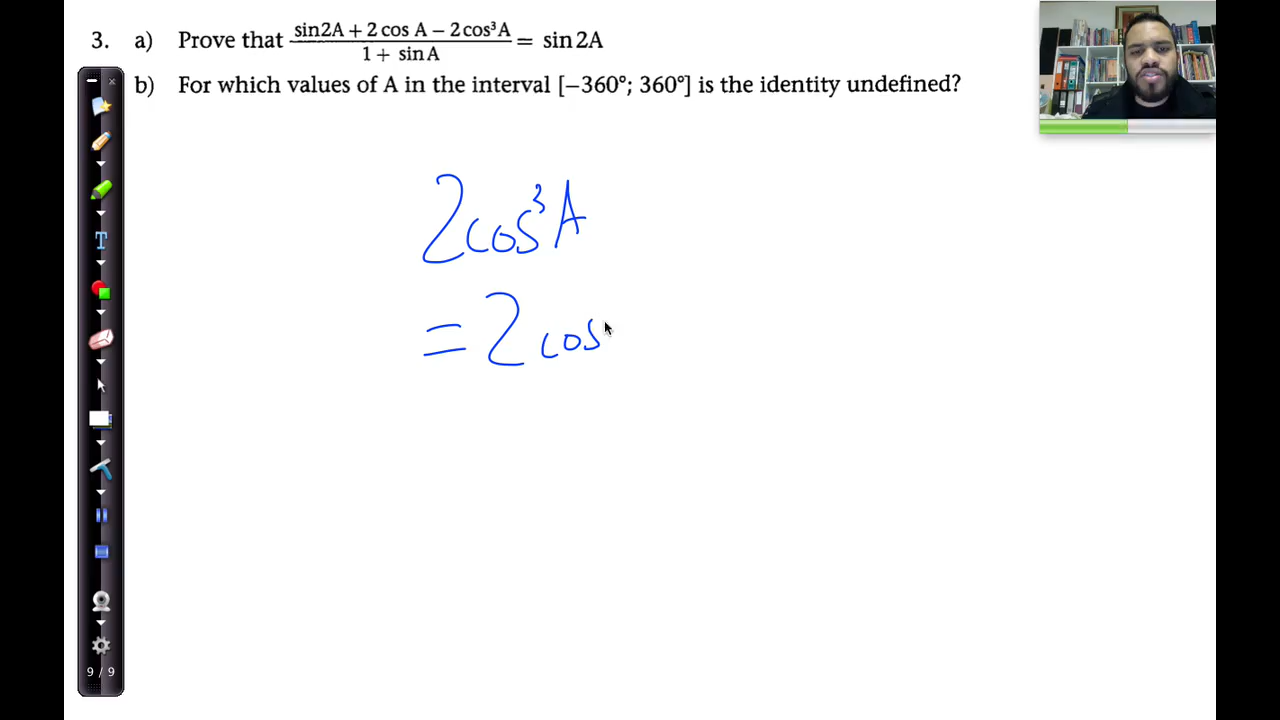 3. a) Prove that (sin2A + 2 cos A − 2cos³A) / (1 + sinA) = sin 2A
b) For which values of A in the interval [−360°; 360°] is the identity undefined?
2cos³A
= 2 cos
T
9 / 9